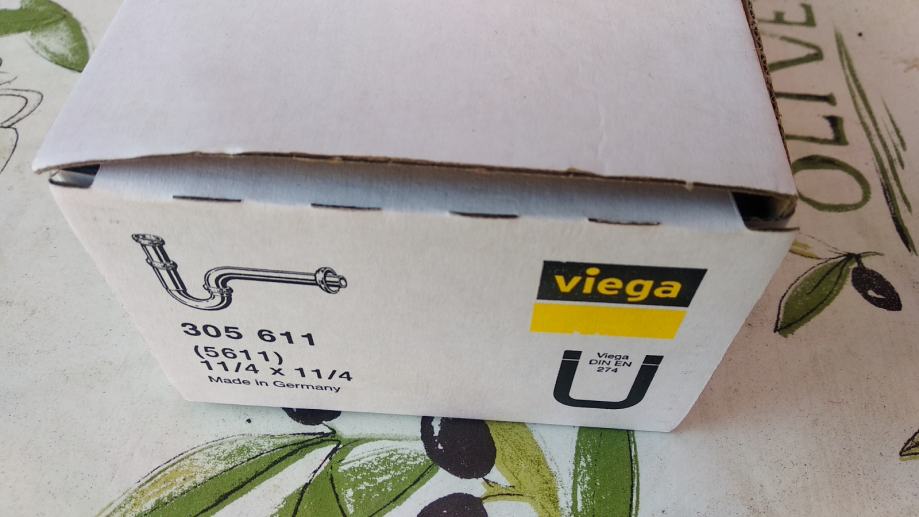 OLIVE
viega
305 611
(5611)
11/4 X 11/4
Made in Germany
Viega
DIN EN
274